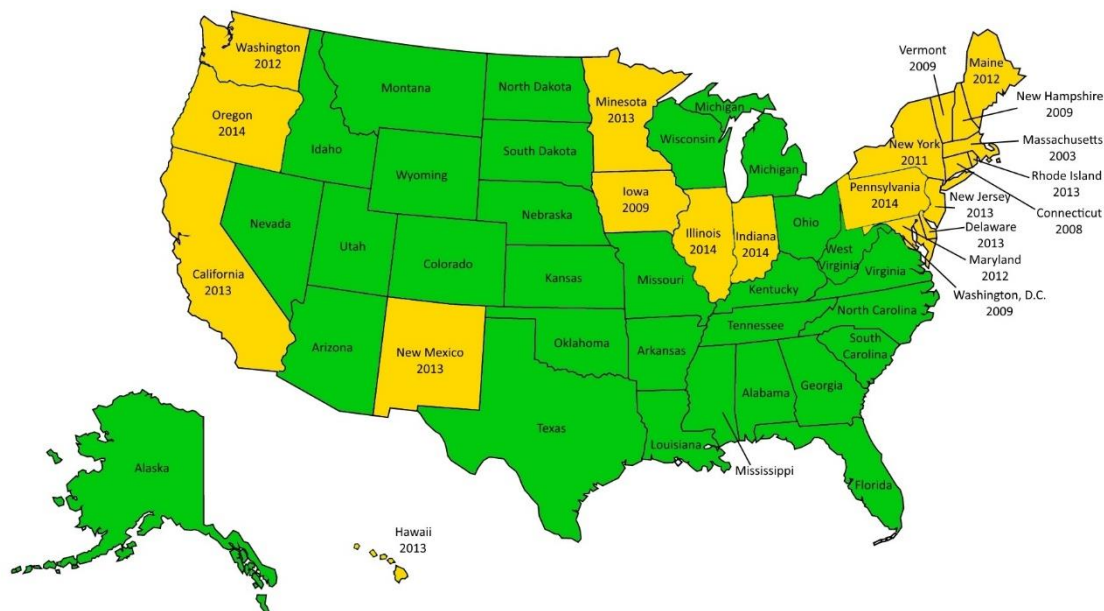 Washington
2012
Oregon
2014
California
2013
Nevada
Idaho
Montana
Wyoming
Utah
Colorado
Arizona
New Mexico
2013
North Dakota
South Dakota
Nebraska
Kansas
Oklahoma
Texas
Minesota
2013
Iowa
2009
Missouri
Arkansas
Louisiana
Wisconsin
Illinois
2014
Michigan
Michigan
Indiana
2014
Ohio
Kentucky
Tennessee
Mississippi
Alabama
Georgia
Florida
South
Carolina
North Carolina
Virginia
West
Virginia
Pennsylvania
2014
New York
2011
Vermont
2009
Maine
2012
New Hampshire
2009
Massachusetts
2003
Rhode Island
2013
Connecticut
2008
New Jersey
2013
Delaware
2013
Maryland
2012
Washington, D.C.
2009
Alaska
Hawaii
2013